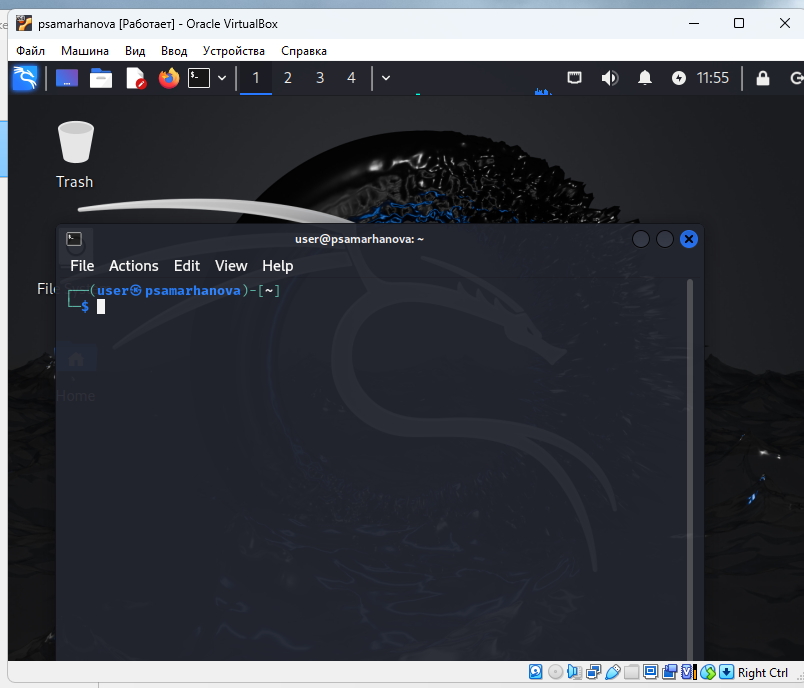 psamarhanova [Работает] - Oracle VirtualBox
Файл Машина Вид Ввод Устройства Справка
1 2 3 4 11:55
Trash
user@psamarhanova: ~
File Actions Edit View Help
Fil
┌──(user㉿psamarhanova)-[~]
└─$
Home
Right Ctrl